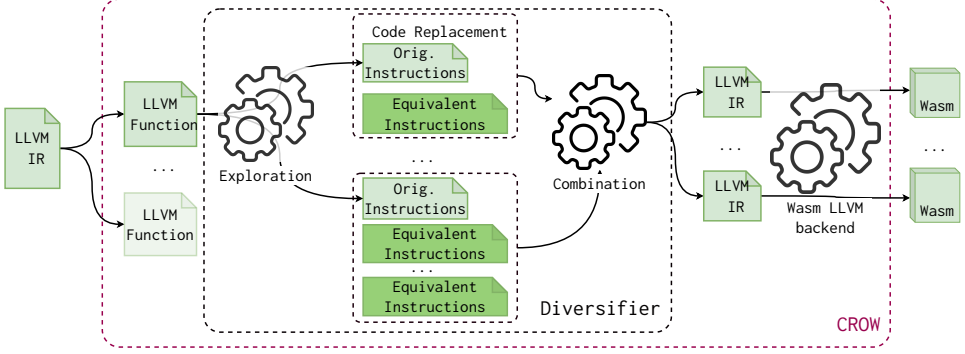 LLVM
IR
LLVM
Function
...
LLVM
Function
Exploration
Code Replacement
Orig.
Instructions
Equivalent
Instructions
...
Orig.
Instructions
Equivalent
Instructions
...
Equivalent
Instructions
Combination
Diversifier
LLVM
IR
...
LLVM
IR
Wasm LLVM
backend
CROW
Wasm
...
Wasm